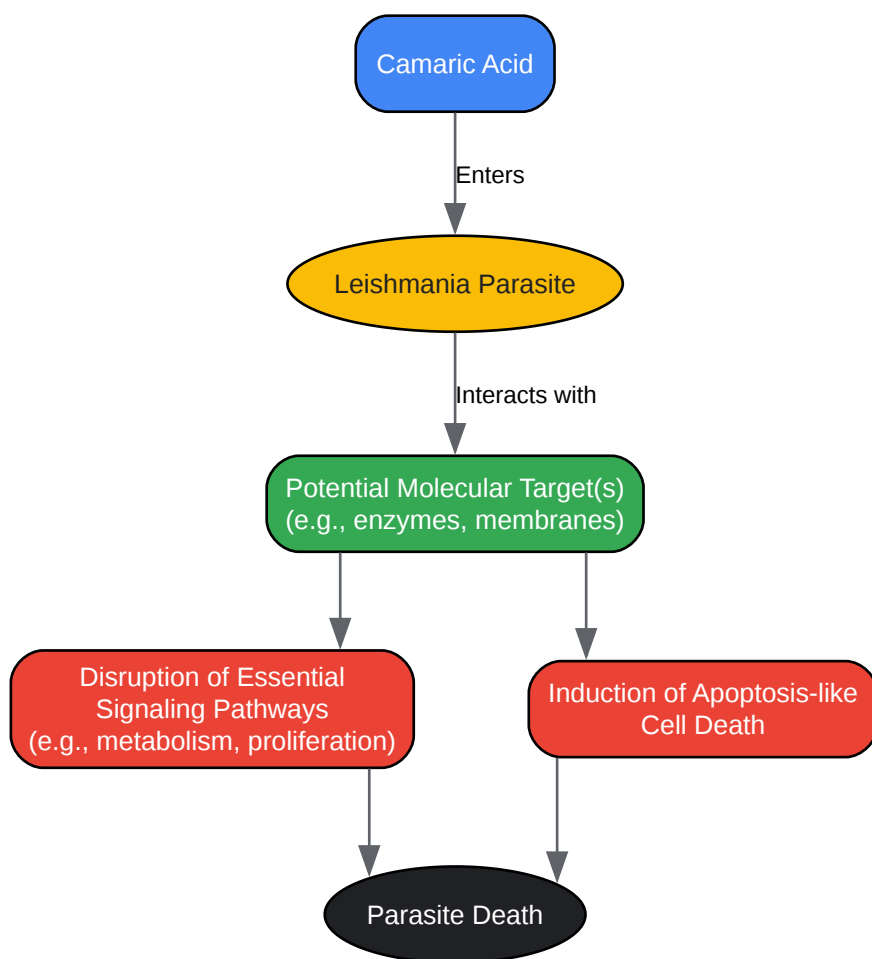 Camaric Acid
Enters
Leishmania Parasite
Interacts with
Potential Molecular Target(s)
(e.g., enzymes, membranes)
Disruption of Essential
Signaling Pathways
(e.g., metabolism, proliferation)
Induction of Apoptosis-like
Cell Death
Parasite Death